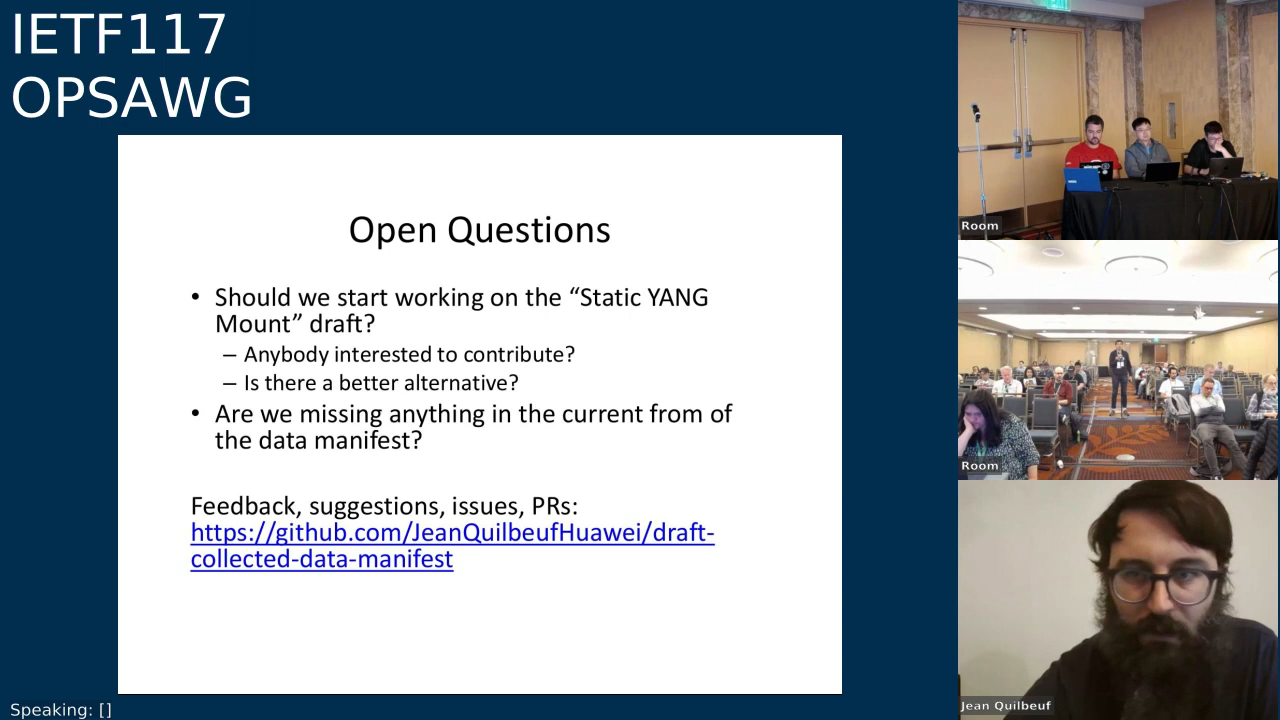 IETF117
OPSAWG
Open Questions
• Should we start working on the “Static YANG
Mount” draft?
– Anybody interested to contribute?
– Is there a better alternative?
• Are we missing anything in the current from of
the data manifest?
Feedback, suggestions, issues, PRs:
https://github.com/JeanQuilbeufHuawei/draft-
collected-data-manifest
Speaking: []
Room
Room
Jean Quilbeuf